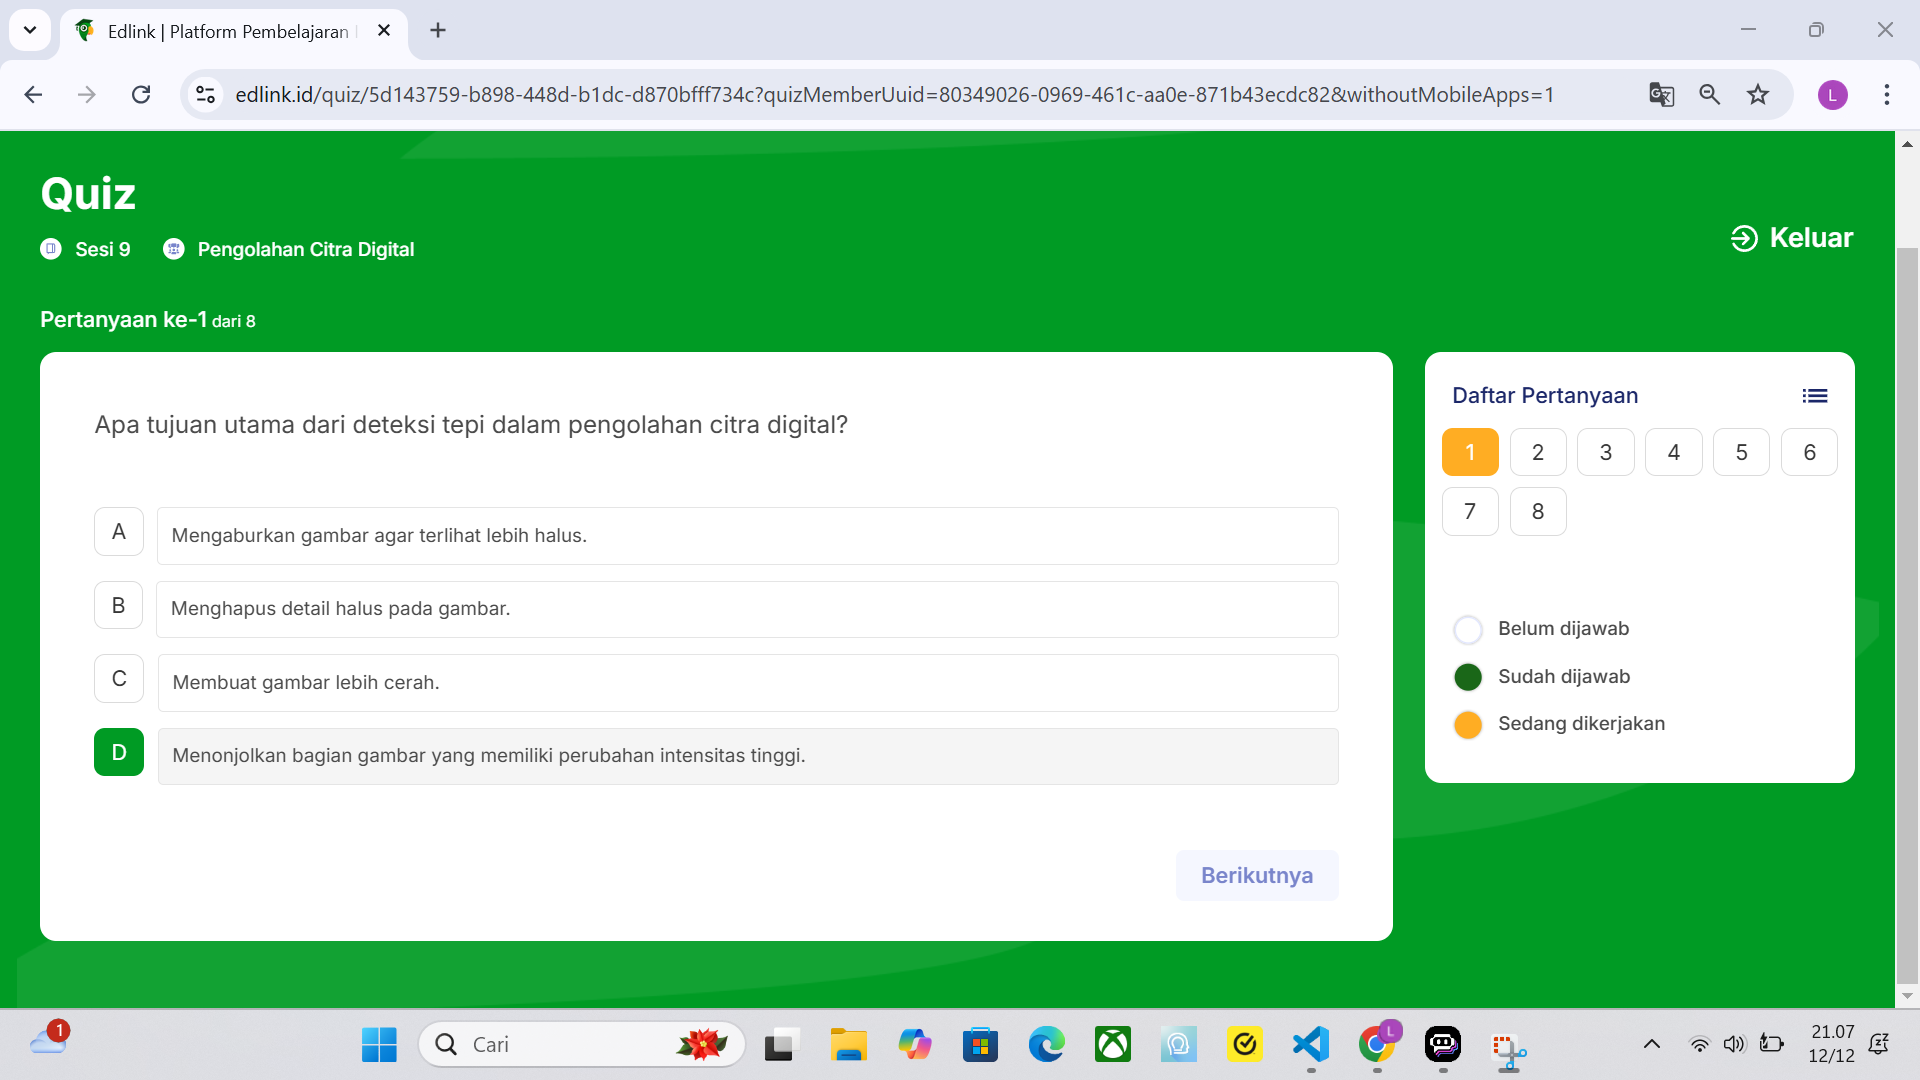 Edlink | Platform Pembelajaran
edlink.id/quiz/5d143759-b898-448d-b1dc-d870bfff734c?quizMemberUuid=80349026-0969-461c-aa0e-871b43ecdc82&withoutMobileApps=1
L
Quiz
Sesi 9
Pengolahan Citra Digital
Keluar
Pertanyaan ke-1 dari 8
Apa tujuan utama dari deteksi tepi dalam pengolahan citra digital?
A
Mengaburkan gambar agar terlihat lebih halus.
B
Menghapus detail halus pada gambar.
C
Membuat gambar lebih cerah.
D
Menonjolkan bagian gambar yang memiliki perubahan intensitas tinggi.
Berikutnya
Daftar Pertanyaan
1 2 3 4 5 6
7 8
Belum dijawab
Sudah dijawab
Sedang dikerjakan
1
Cari
L
21.07
12/12